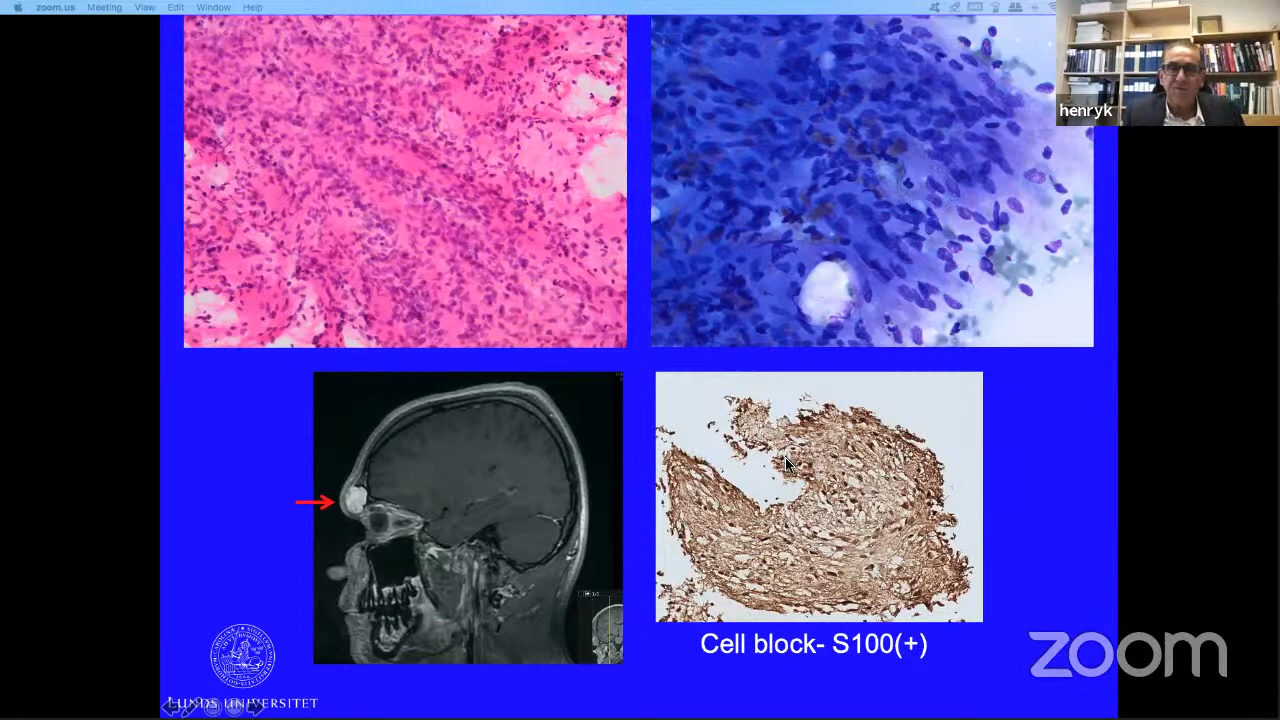 zoom.us Meeting View Edit Window Help
henryk
Cell block- S100(+)
LUNDS UNIVERSITET
zoom